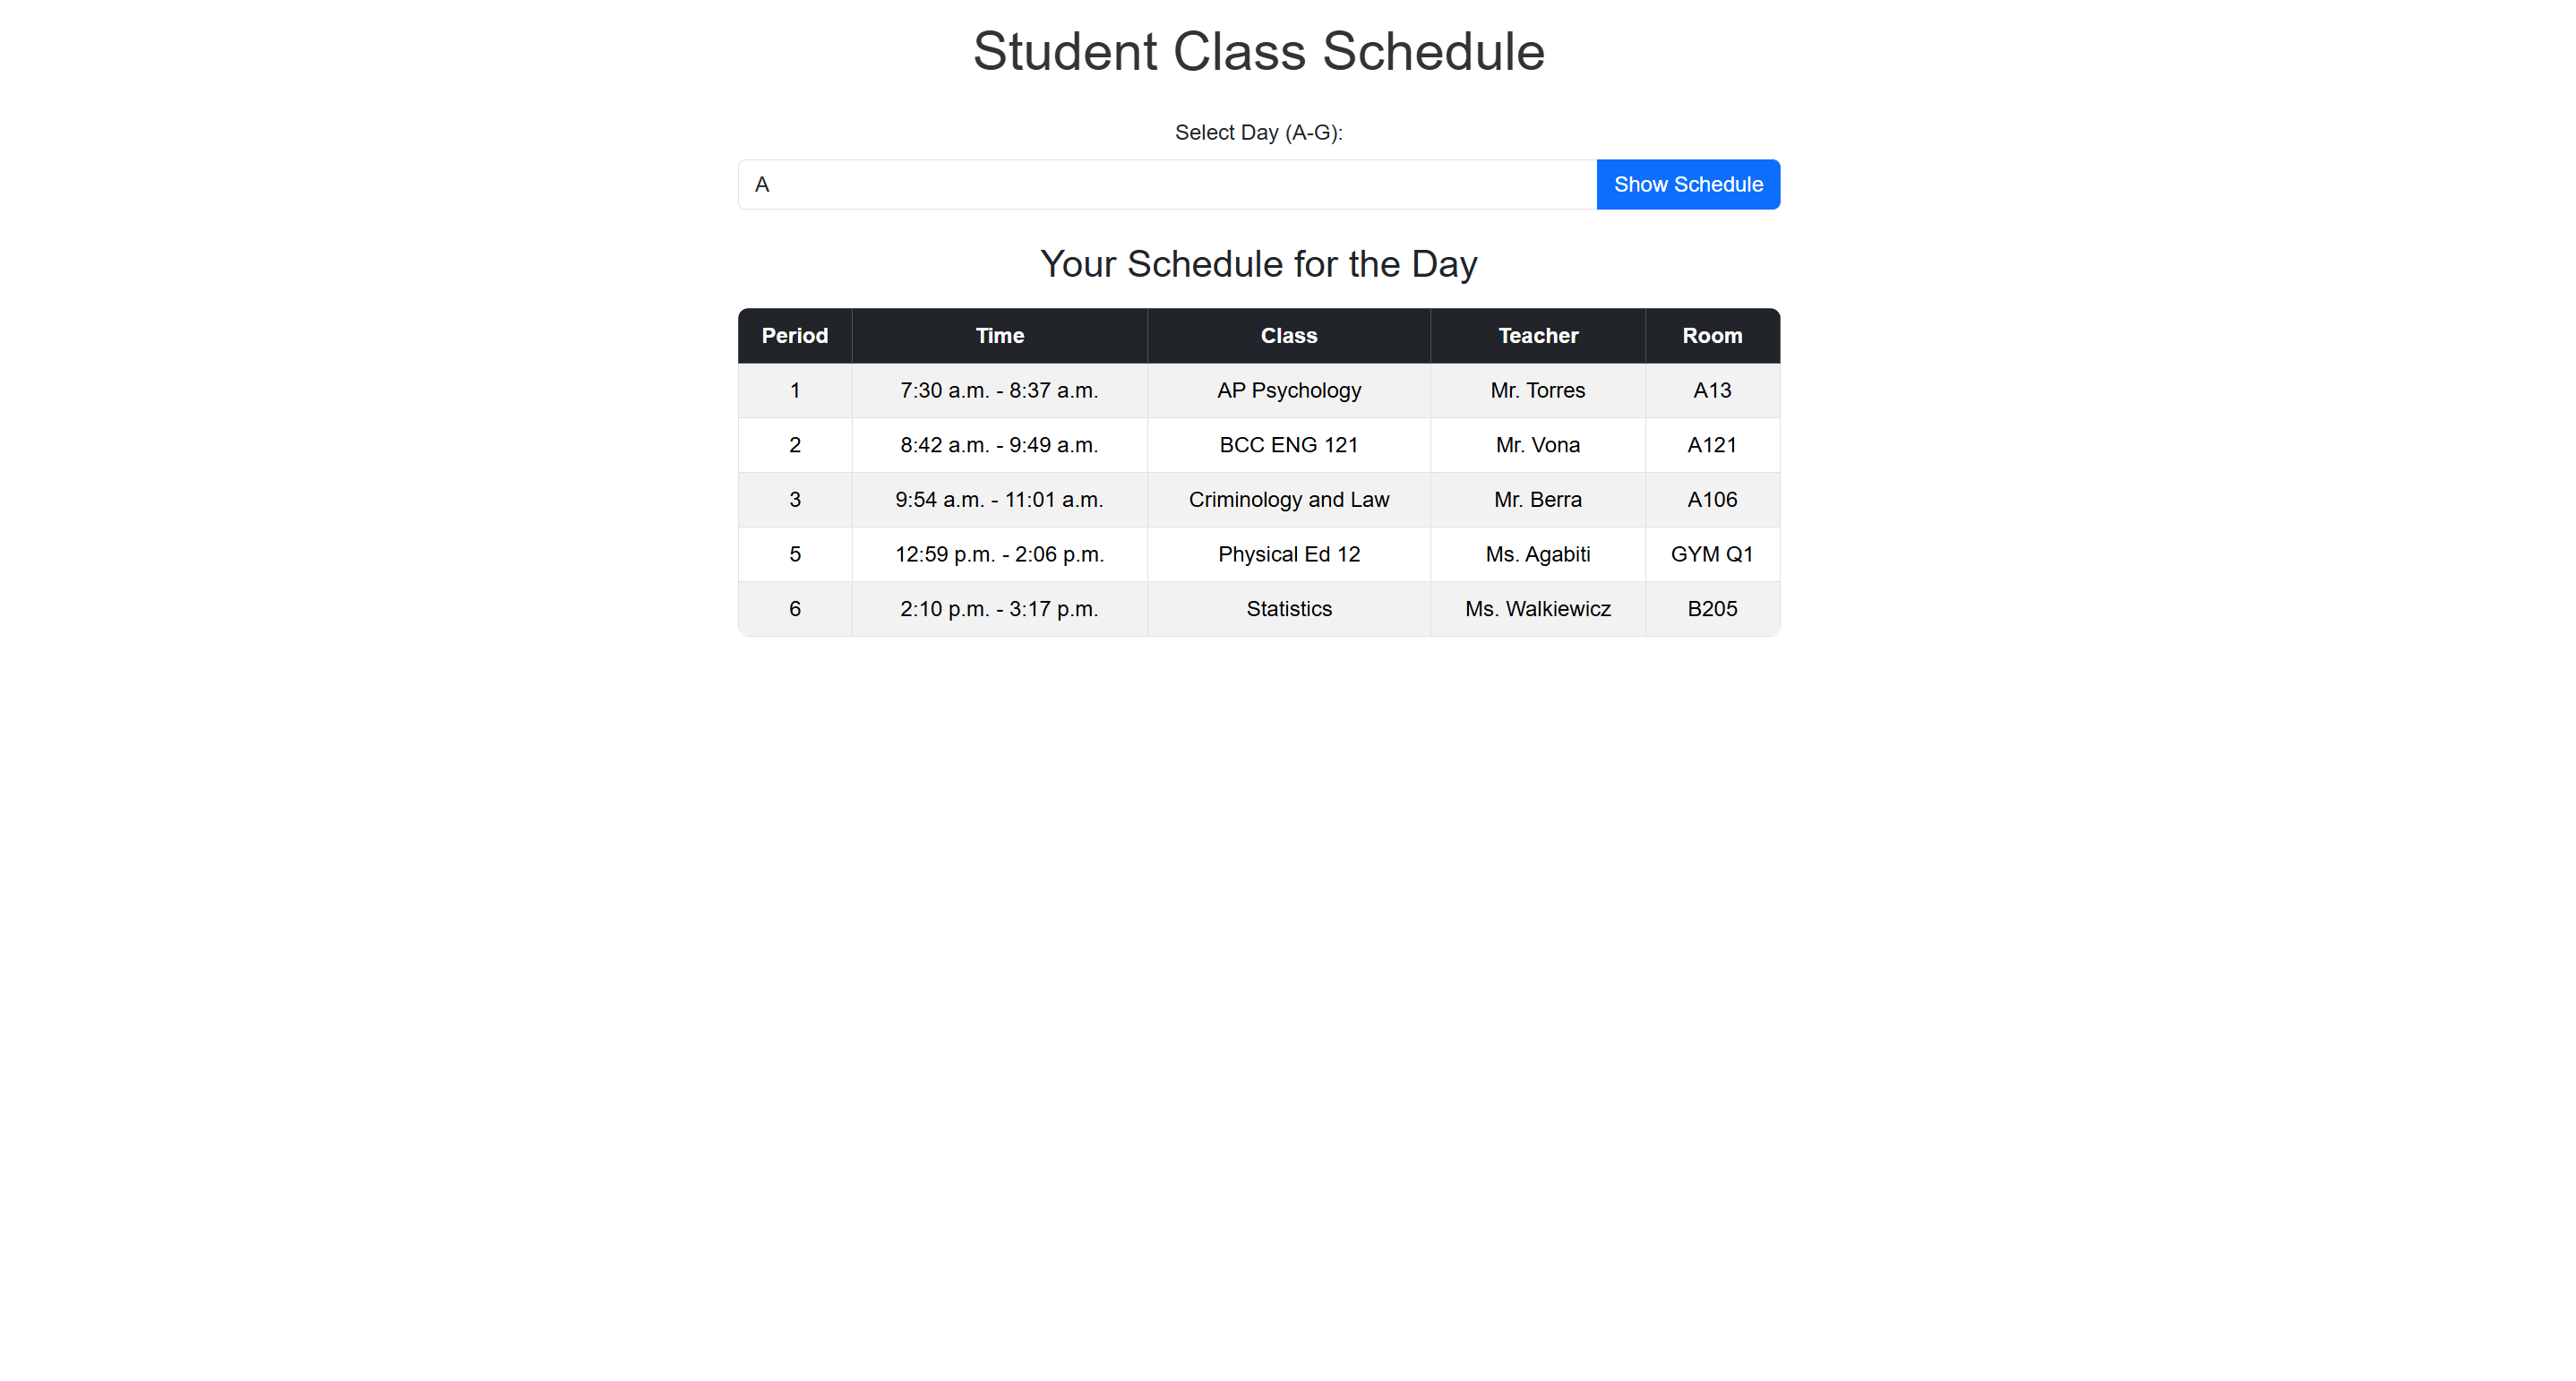 Student Class Schedule
Select Day (A-G):
A Show Schedule
Your Schedule for the Day
Period Time Class Teacher Room
1 7:30 a.m. - 8:37 a.m. AP Psychology Mr. Torres A13
2 8:42 a.m. - 9:49 a.m. BCC ENG 121 Mr. Vona A121
3 9:54 a.m. - 11:01 a.m. Criminology and Law Mr. Berra A106
5 12:59 p.m. - 2:06 p.m. Physical Ed 12 Ms. Agabiti GYM Q1
6 2:10 p.m. - 3:17 p.m. Statistics Ms. Walkiewicz B205